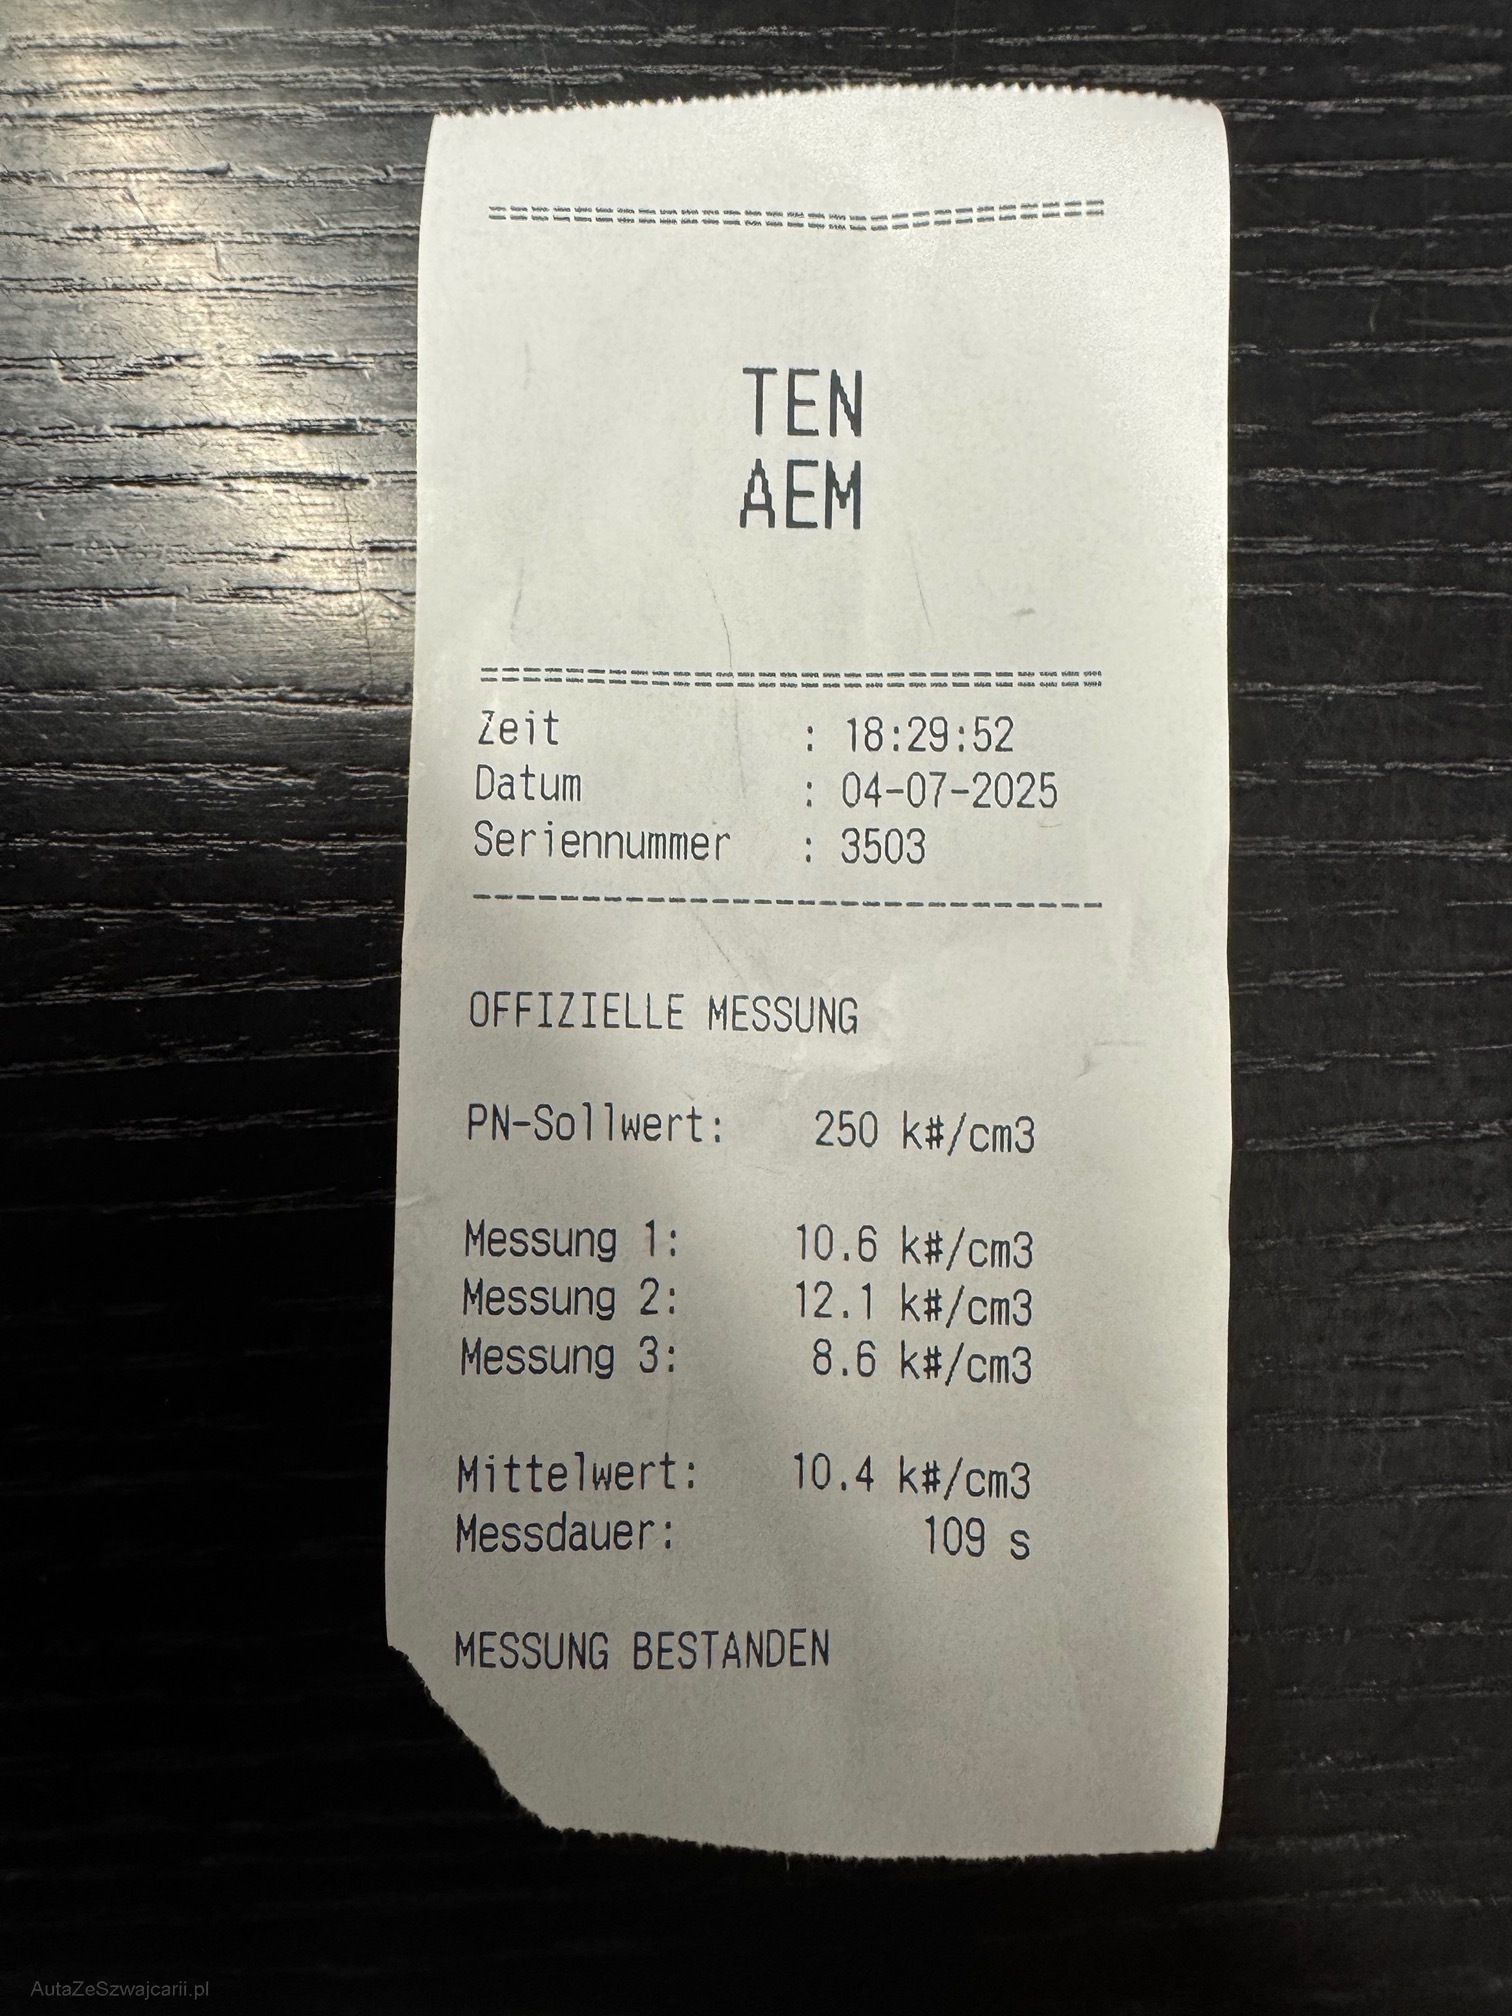 ==============================
TEN
AEM
==============================
Zeit : 18:29:52
Datum : 04-07-2025
Seriennummer : 3503
------------------------------
OFFIZIELLE MESSUNG
PN-Sollwert: 250 k#/cm3
Messung 1: 10.6 k#/cm3
Messung 2: 12.1 k#/cm3
Messung 3: 8.6 k#/cm3
Mittelwert: 10.4 k#/cm3
Messdauer: 109 s
MESSUNG BESTANDEN
AutaZeSzwajcarii.pl